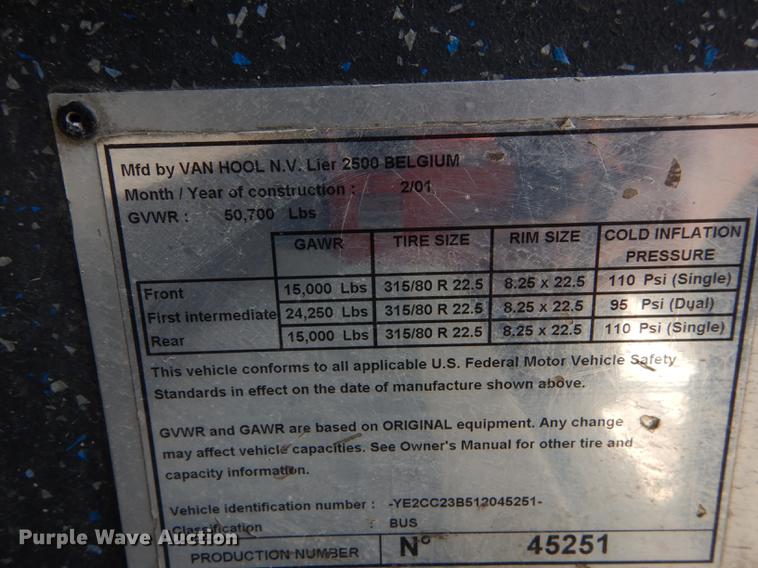 Mfd by VAN HOOL N.V. Lier 2500 BELGIUM
Month / Year of construction : 2/01
GVWR : 50,700 Lbs
GAWR TIRE SIZE RIM SIZE COLD INFLATION PRESSURE
Front 15,000 Lbs 315/80 R 22.5 8.25 x 22.5 110 Psi (Single)
First intermediate 24,250 Lbs 315/80 R 22.5 8.25 x 22.5 95 Psi (Dual)
Rear 15,000 Lbs 315/80 R 22.5 8.25 x 22.5 110 Psi (Single)
This vehicle conforms to all applicable U.S. Federal Motor Vehicle Safety
Standards in effect on the date of manufacture shown above.
GVWR and GAWR are based on ORIGINAL equipment. Any change
may affect vehicle capacities. See Owner's Manual for other tire and
capacity information.
Vehicle identification number : -YE2CC23B512045251-
Classification : BUS
PRODUCTION NUMBER N° 45251
Purple Wave Auction